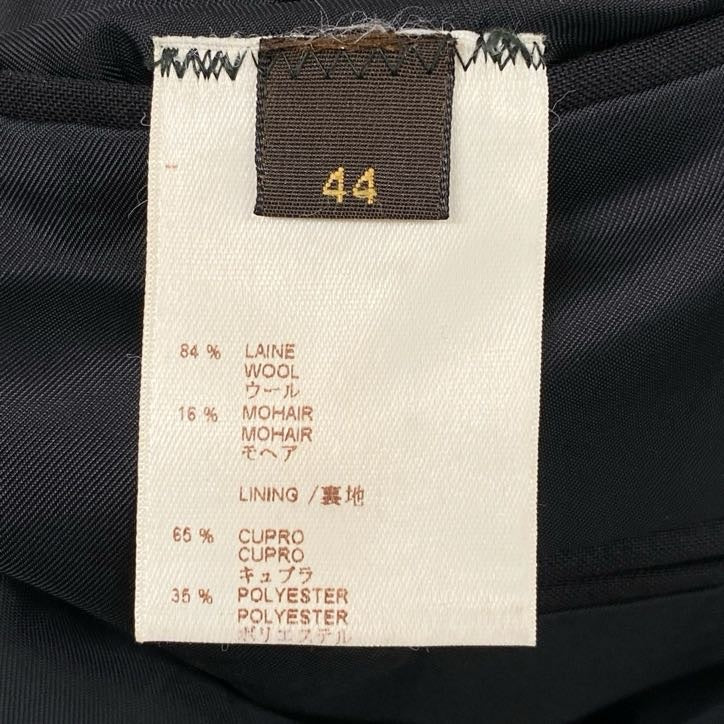 44
84 % LAINE
WOOL
ウール
16 % MOHAIR
MOHAIR
モヘア
LINING /裏地
65 % CUPRO
CUPRO
キュプラ
35 % POLYESTER
POLYESTER
ポリエステル